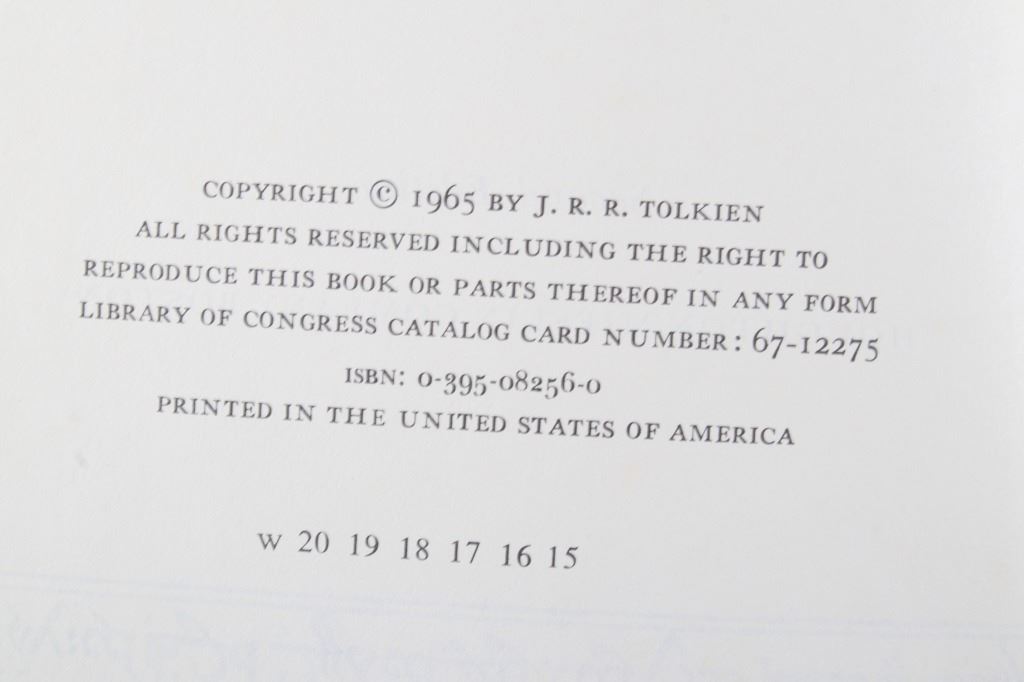 COPYRIGHT © 1965 BY J. R. R. TOLKIEN
ALL RIGHTS RESERVED INCLUDING THE RIGHT TO
REPRODUCE THIS BOOK OR PARTS THEREOF IN ANY FORM
LIBRARY OF CONGRESS CATALOG CARD NUMBER: 67-12275
ISBN: 0-395-08256-0
PRINTED IN THE UNITED STATES OF AMERICA
W 20 19 18 17 16 15